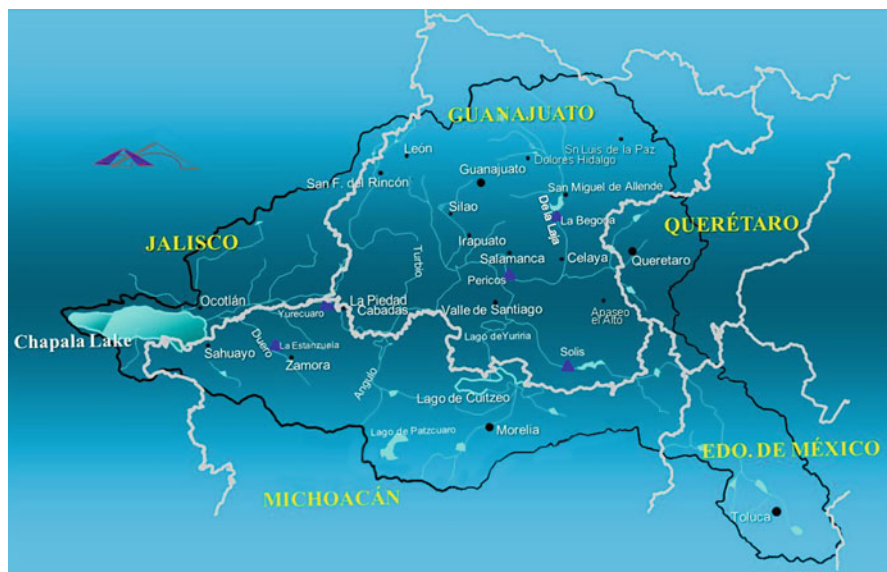 GUANAJUATO
Sn Luis de la Paz
León
Dolores Hidalgo
San F. del Rincón
Guanajuato
San Miguel de Allende
De la Laja
Silao
La Begoña
QUERÉTARO
JALISCO
Irapuato
Turbio
Salamanca
Celaya
Queretaro
Pericos
Ocotlán
La Piedad
Yurecuaro
Cabadas
Valle de Santiago
Apaseo
el Alto
Chapala Lake
Duero
Lago de Yuriria
La Estanzuela
Sahuayo
Zamora
Solis
Angulo
Lago de Cuitzeo
Lago de Patzcuaro
Morelia
EDO. DE MÉXICO
MICHOACÁN
Toluca